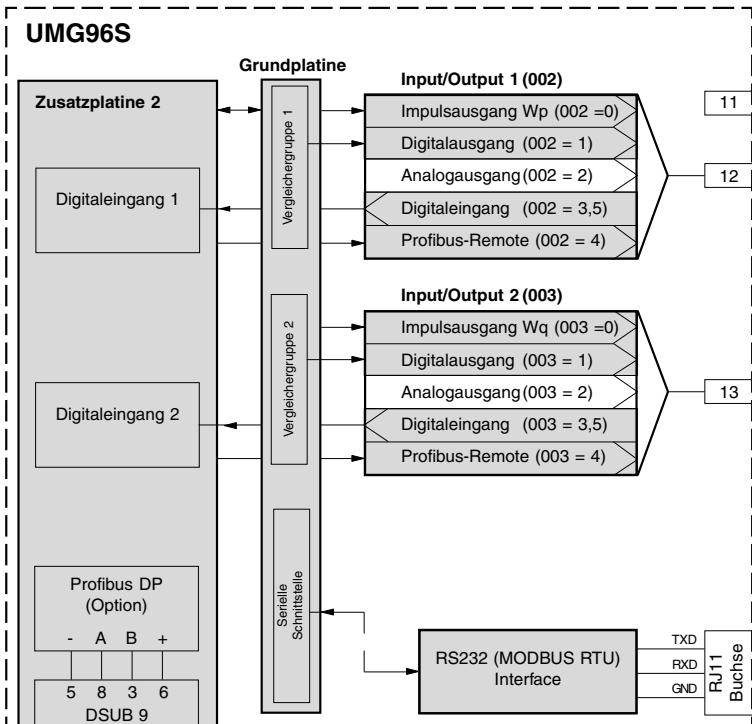 UMG96S
Grundplatine
Zusatzplatine 2
Digitaleingang 1
Digitaleingang 2
Profibus DP
(Option)
- A B +
5 8 3 6
DSUB 9
Vergleichergruppe 1
Vergleichergruppe 2
Serielle
Schnittstelle
Input/Output 1 (002)
Impulsausgang Wp (002 =0)
Digitalausgang (002 = 1)
Analogausgang(002 = 2)
Digitaleingang (002 = 3,5)
Profibus-Remote (002 = 4)
11
12
Input/Output 2 (003)
Impulsausgang Wq (003 =0)
Digitalausgang (003 = 1)
Analogausgang(003 = 2)
Digitaleingang (003 = 3,5)
Profibus-Remote (003 = 4)
13
RS232 (MODBUS RTU)
Interface
TXD
RXD
GND
RJ11
Buchse